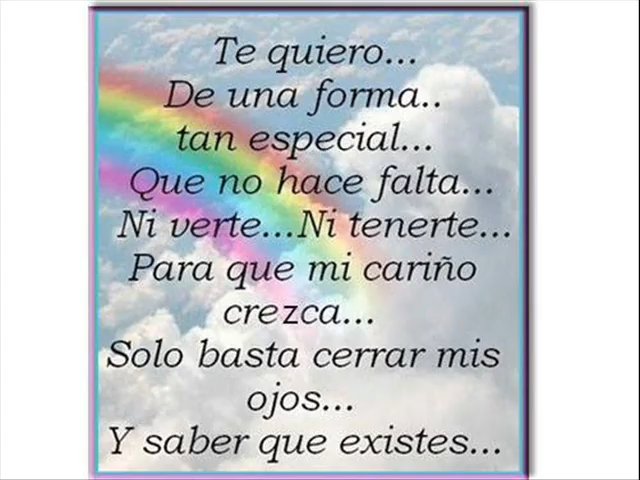 Te quiero...
De una forma..
tan especial...
Que no hace falta...
Ni verte...Ni tenerte...
Para que mi cariño
crezca...
Solo basta cerrar mis
ojos...
Y saber que existes...